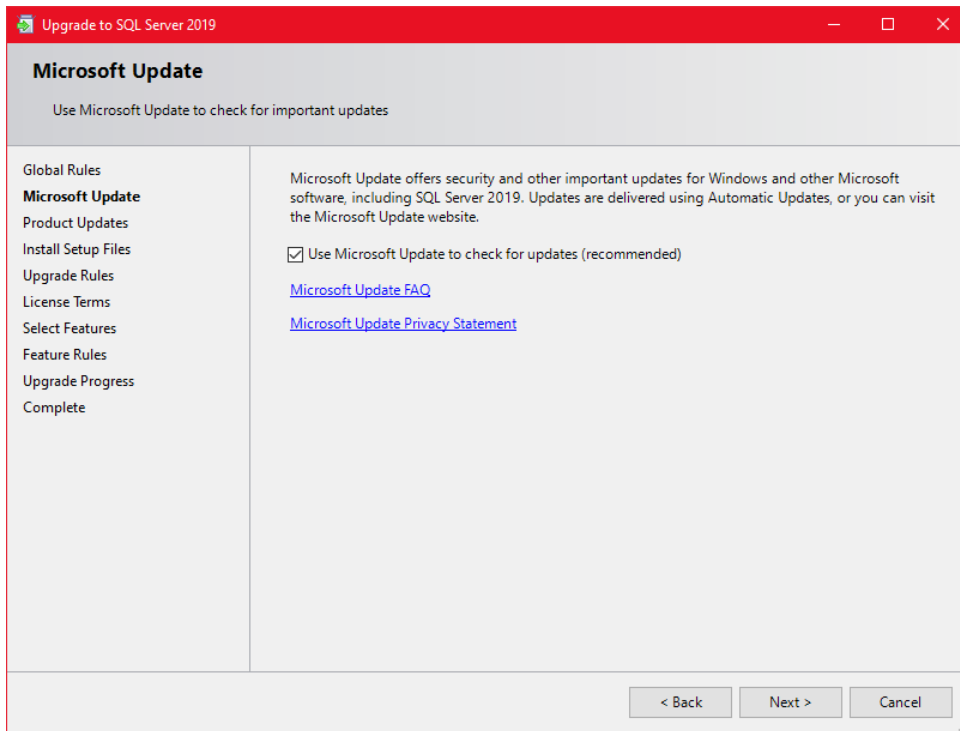 Upgrade to SQL Server 2019
Microsoft Update
Use Microsoft Update to check for important updates
Global Rules
Microsoft Update
Product Updates
Install Setup Files
Upgrade Rules
License Terms
Select Features
Feature Rules
Upgrade Progress
Complete
Microsoft Update offers security and other important updates for Windows and other Microsoft
software, including SQL Server 2019. Updates are delivered using Automatic Updates, or you can visit
the Microsoft Update website.
Use Microsoft Update to check for updates (recommended)
Microsoft Update FAQ
Microsoft Update Privacy Statement
< Back Next > Cancel